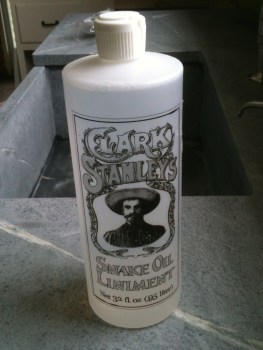 CLARK
STANLEY'S
SNAKE OIL
LINIMENT
Net 32 fl oz (.95 liter)